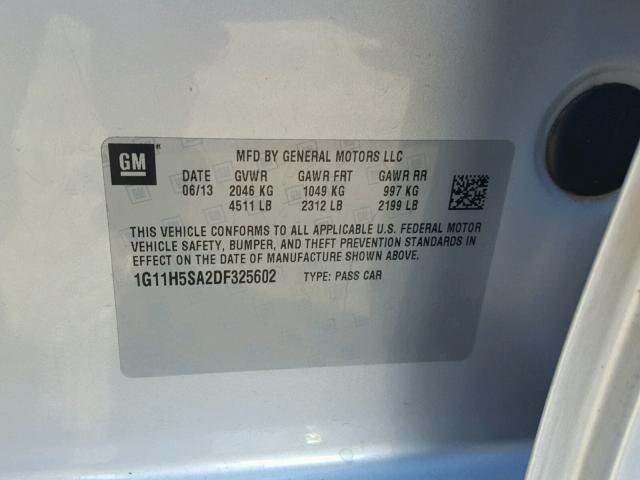 GM
MFD BY GENERAL MOTORS LLC
DATE GVWR GAWR FRT GAWR RR
06/13 2046 KG 1049 KG 997 KG
4511 LB 2312 LB 2199 LB
THIS VEHICLE CONFORMS TO ALL APPLICABLE U.S. FEDERAL MOTOR
VEHICLE SAFETY, BUMPER, AND THEFT PREVENTION STANDARDS IN
EFFECT ON THE DATE OF MANUFACTURE SHOWN ABOVE.
1G11H5SA2DF325602 TYPE: PASS CAR